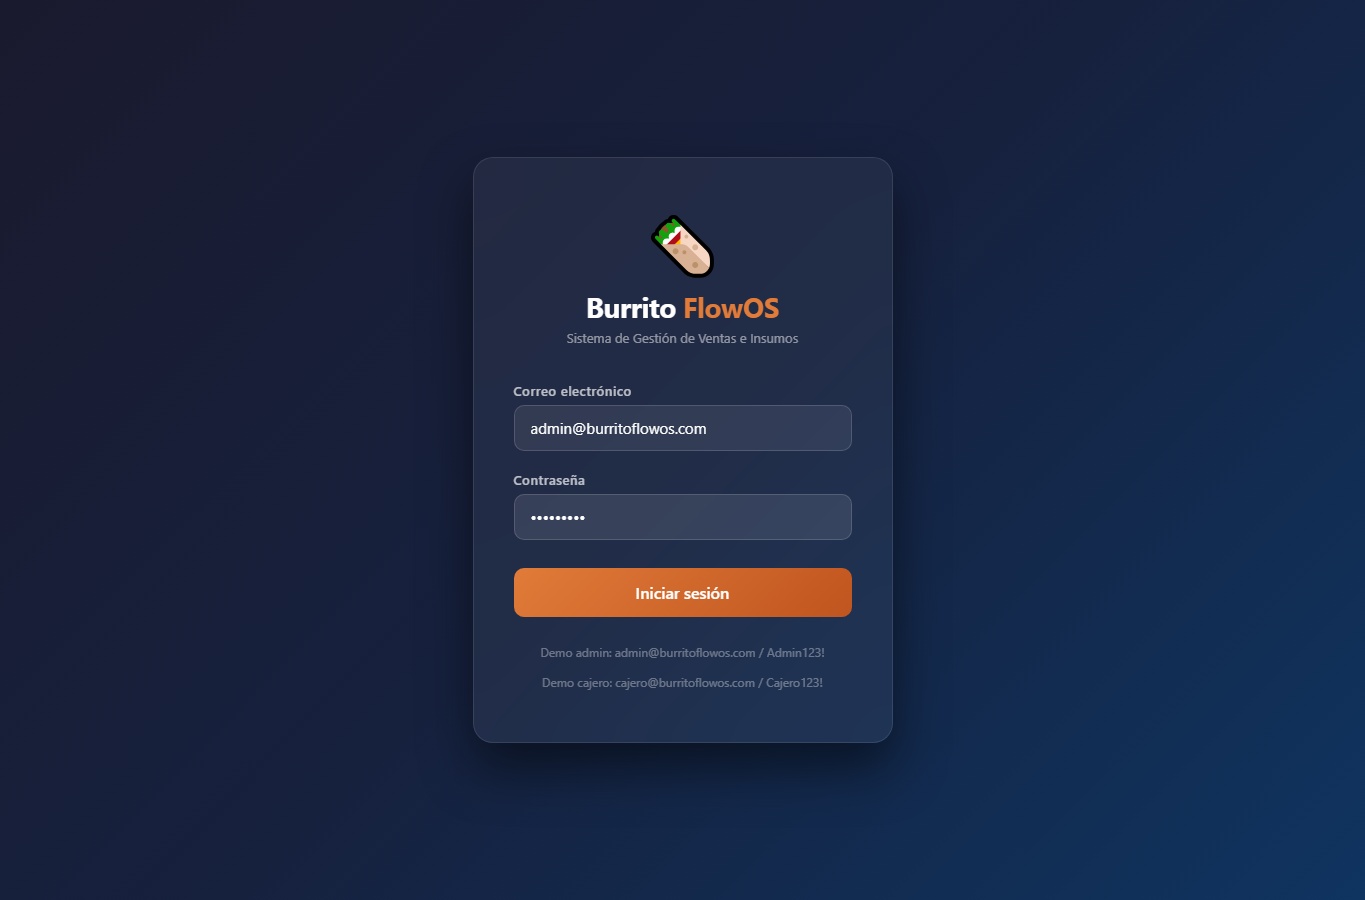 Burrito FlowOS
Sistema de Gestión de Ventas e Insumos
Correo electrónico
admin@burritoflowos.com
Contraseña
•••••••••
Iniciar sesión
Demo admin: admin@burritoflowos.com / Admin123!
Demo cajero: cajero@burritoflowos.com / Cajero123!